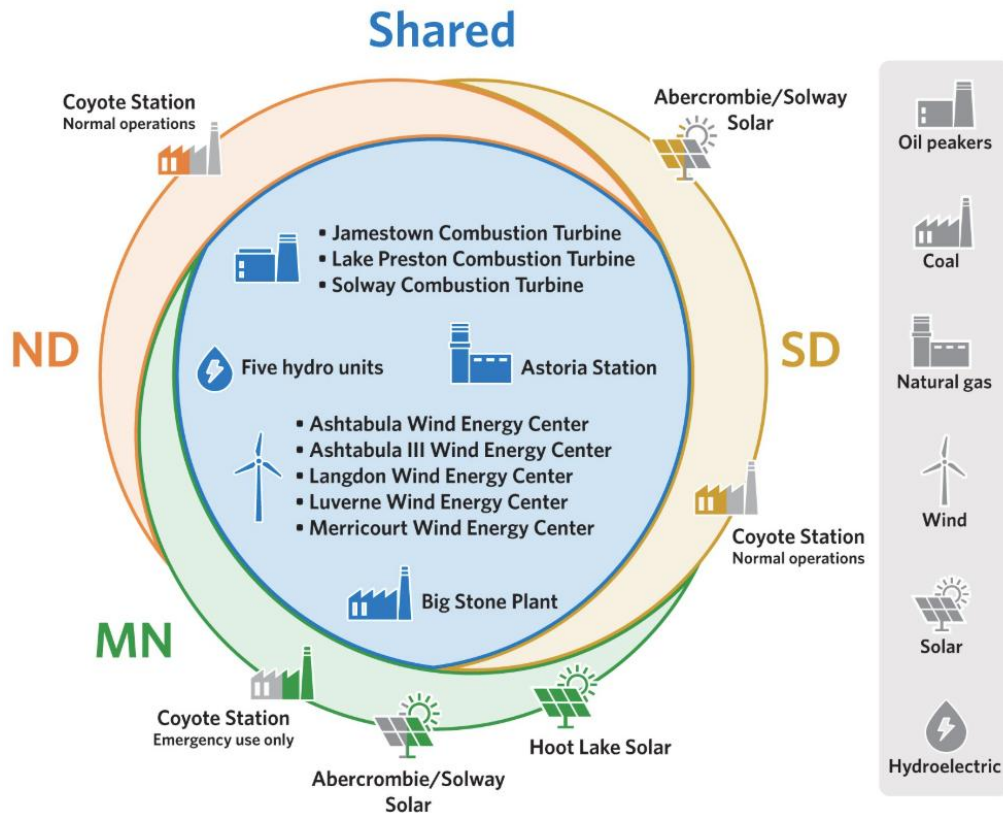 Shared
Coyote Station
Normal operations
Abercrombie/Solway
Solar
▪ Jamestown Combustion Turbine
▪ Lake Preston Combustion Turbine
▪ Solway Combustion Turbine
ND
SD
Five hydro units
Astoria Station
▪ Ashtabula Wind Energy Center
▪ Ashtabula III Wind Energy Center
▪ Langdon Wind Energy Center
▪ Luverne Wind Energy Center
▪ Merricourt Wind Energy Center
Coyote Station
Normal operations
Big Stone Plant
MN
Coyote Station
Emergency use only
Abercrombie/Solway
Solar
Hoot Lake Solar
Oil peakers
Coal
Natural gas
Wind
Solar
Hydroelectric